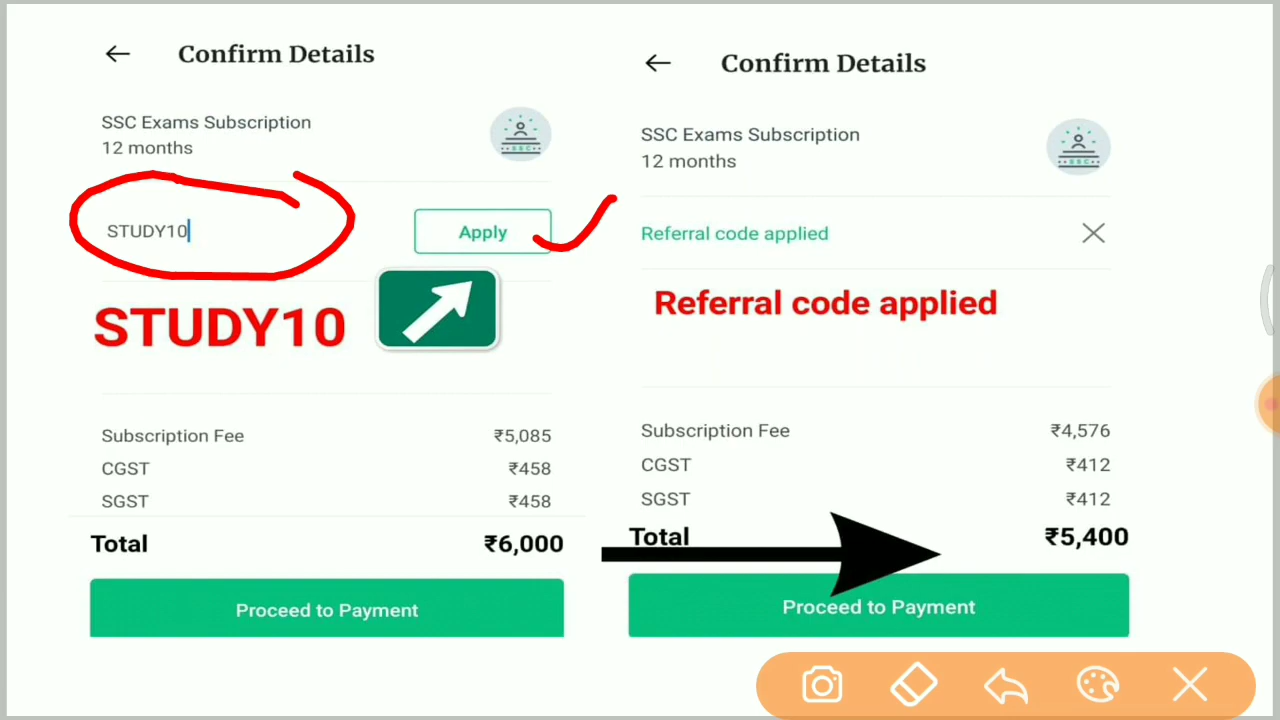 Confirm Details
SSC Exams Subscription
12 months
SSC
STUDY10
Apply
STUDY10
Subscription Fee ₹5,085
CGST ₹458
SGST ₹458
Total ₹6,000
Proceed to Payment
Confirm Details
SSC Exams Subscription
12 months
SSC
Referral code applied
Referral code applied
Subscription Fee ₹4,576
CGST ₹412
SGST ₹412
Total ₹5,400
Proceed to Payment